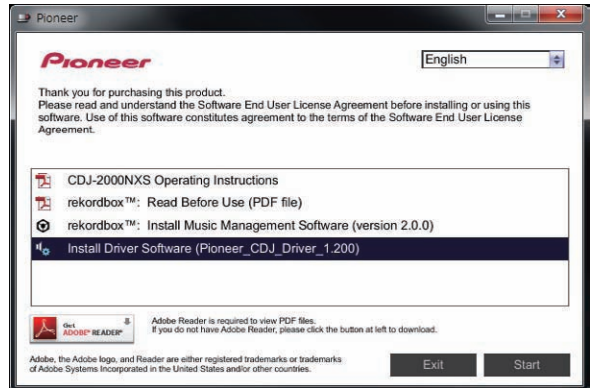 Pioneer
Pioneer
English
Thank you for purchasing this product.
Please read and understand the Software End User License Agreement before installing or using this
software. Use of this software constitutes agreement to the terms of the Software End User License
Agreement.
CDJ-2000NXS Operating Instructions
rekordbox™: Read Before Use (PDF file)
rekordbox™: Install Music Management Software (version 2.0.0)
Install Driver Software (Pioneer_CDJ_Driver_1.200)
Get
ADOBE® READER®
Adobe Reader is required to view PDF files.
If you do not have Adobe Reader, please click the button at left to download.
Adobe, the Adobe logo, and Reader are either registered trademarks or trademarks
of Adobe Systems Incorporated in the United States and/or other countries.
Exit
Start